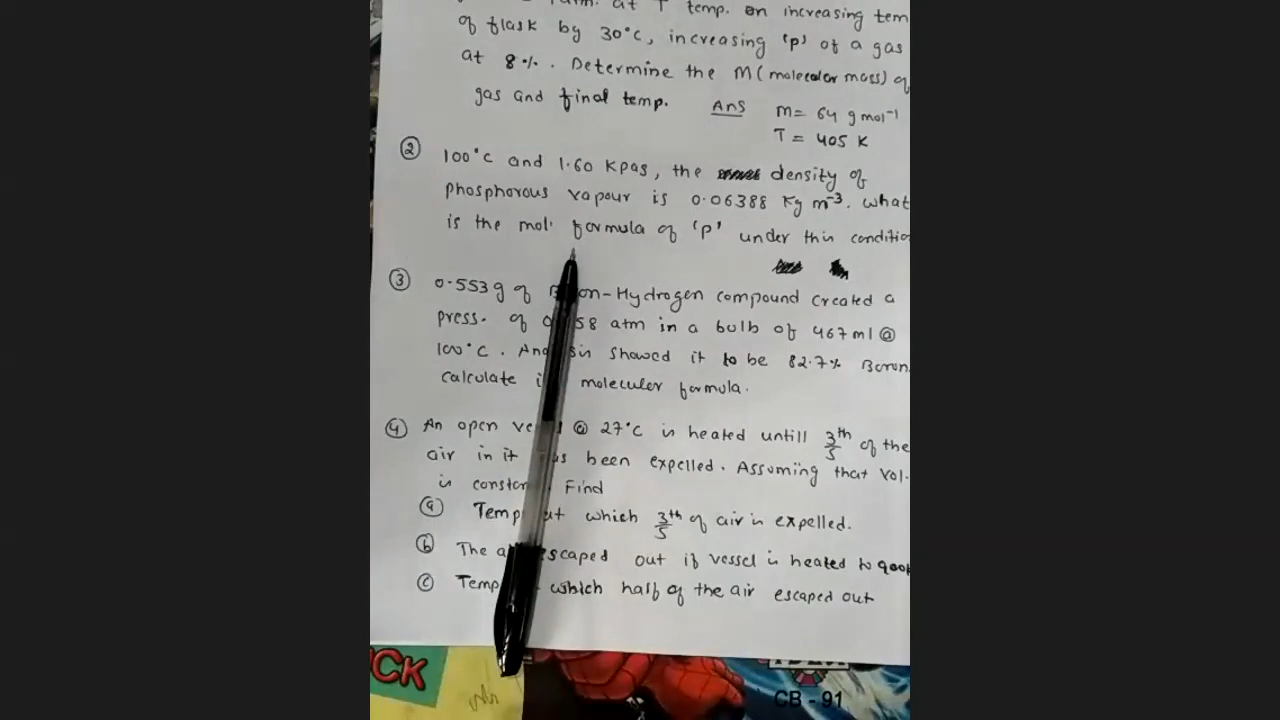 at T temp. on increasing tem
of flask by 30°C, increasing 'p' of a gas
at 8%. Determine the M(molecular mass) of
gas and final temp. Ans M= 64 g mol⁻¹
T = 405 K
② 100°C and 1.60 Kpas, the density of
phosphorous vapour is 0.06388 Kg m⁻³. What
is the mol. formula of 'p' under this conditio
③ 0.553g of on-Hydrogen compound created a
press. of 58 atm in a bulb of 467ml @
100°C. showed it to be 82.7% Boron
calculate molecular formula.
④ An open @ 27°C is heated untill 3/5th of the
air in it been expelled. Assuming that vol.
is Find
ⓐ Temp at which 3/5th of air is expelled.
ⓑ The escaped out if vessel is heated to 900
ⓒ Temp which half of the air escaped out
CK
CB - 91